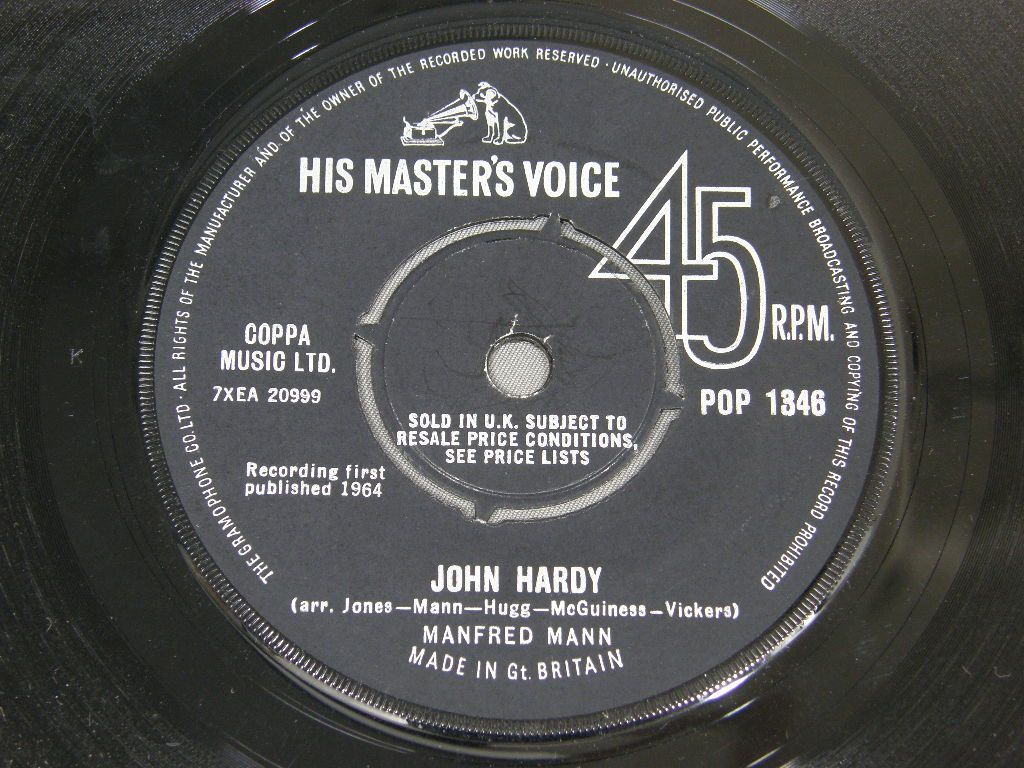 THE GRAMOPHONE CO. LTD · ALL RIGHTS OF THE MANUFACTURER AND OF THE OWNER OF THE RECORDED WORK RESERVED · UNAUTHORISED PUBLIC PERFORMANCE BROADCASTING AND COPYING OF THIS RECORD PROHIBITED
HIS MASTER'S VOICE
45
R.P.M.
COPPA
MUSIC LTD.
7XEA 20999
POP 1346
SOLD IN U.K. SUBJECT TO
RESALE PRICE CONDITIONS,
SEE PRICE LISTS
Recording first
published 1964
JOHN HARDY
(arr. Jones—Mann—Hugg—McGuiness—Vickers)
MANFRED MANN
MADE IN Gt. BRITAIN
K